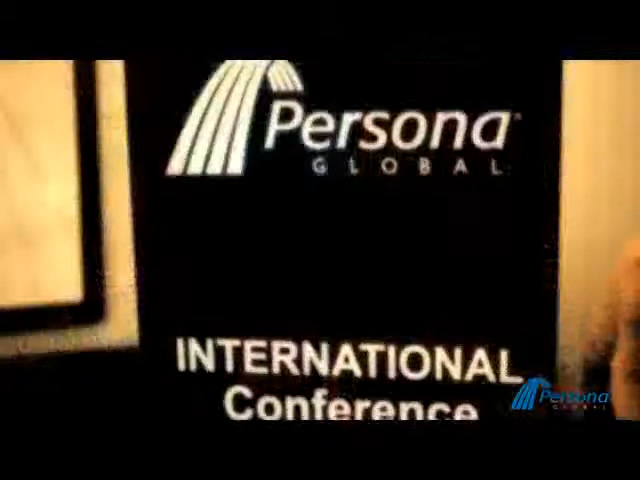 Persona
GLOBAL
INTERNATIONAL
Conference
Persona
GLOBAL